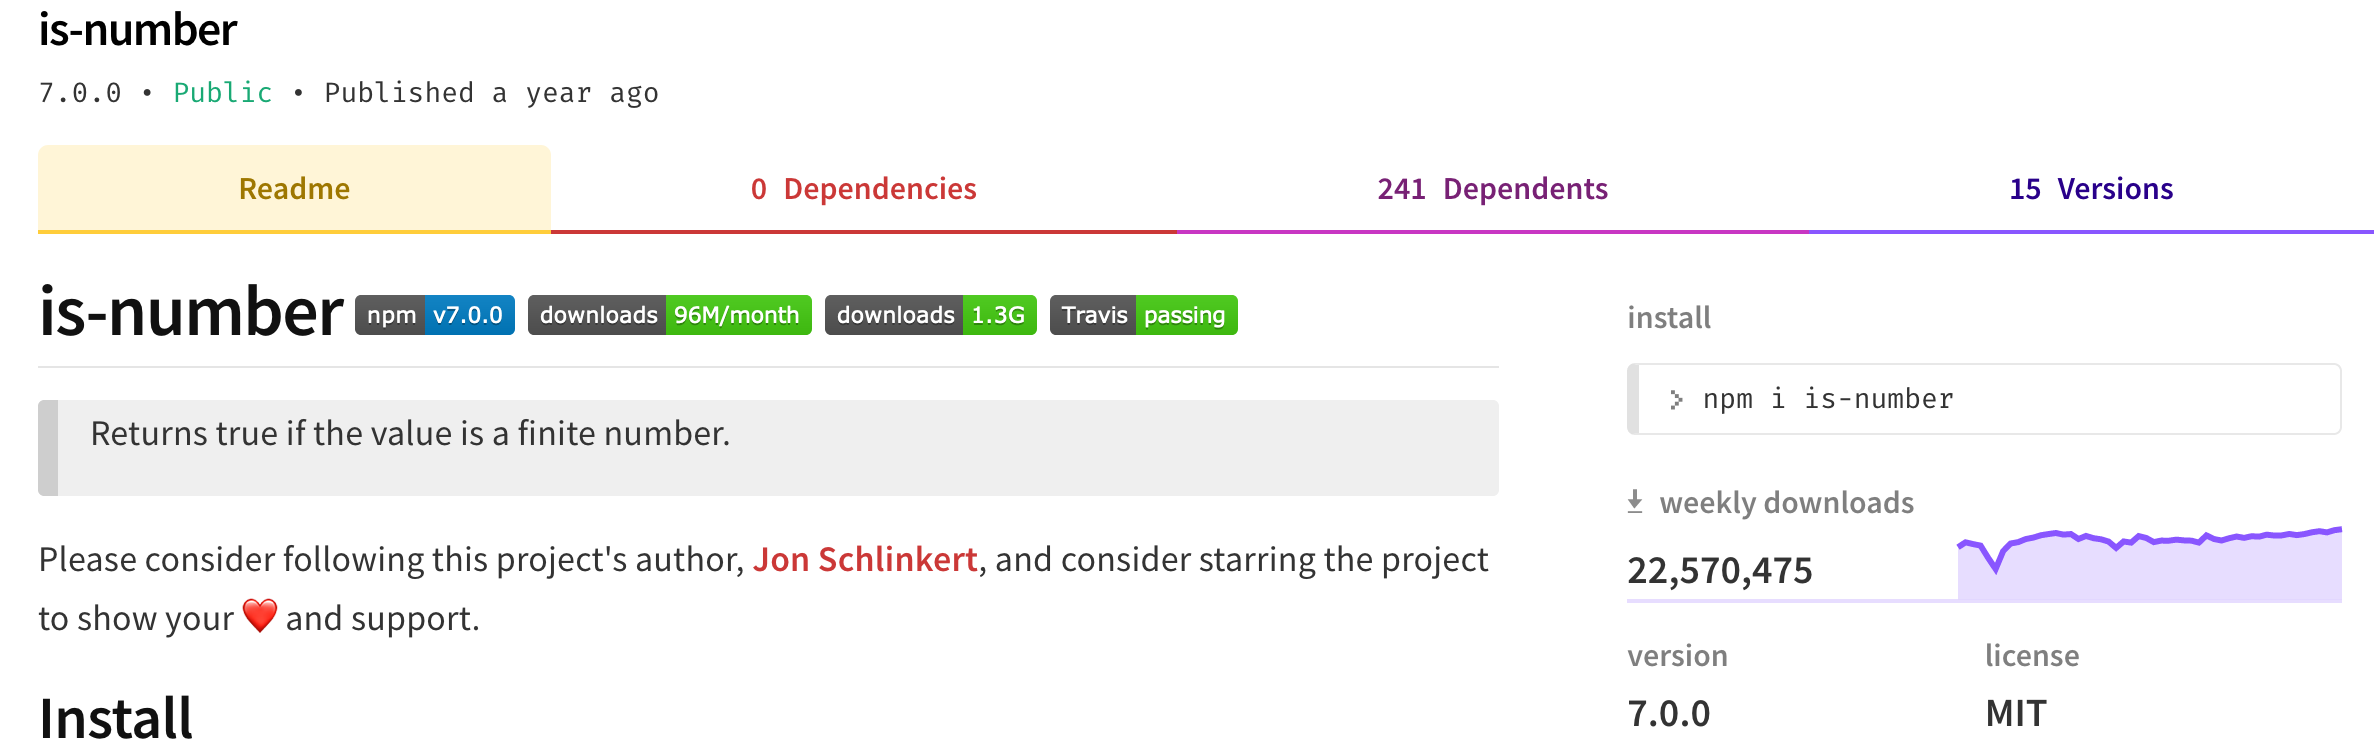 is-number
7.0.0 • Public • Published a year ago
Readme
0 Dependencies
241 Dependents
15 Versions
is-number npm v7.0.0 downloads 96M/month downloads 1.3G Travis passing
Returns true if the value is a finite number.
Please consider following this project's author, Jon Schlinkert, and consider starring the project
to show your ❤️ and support.
Install
install
> npm i is-number
weekly downloads
22,570,475
version
7.0.0
license
MIT